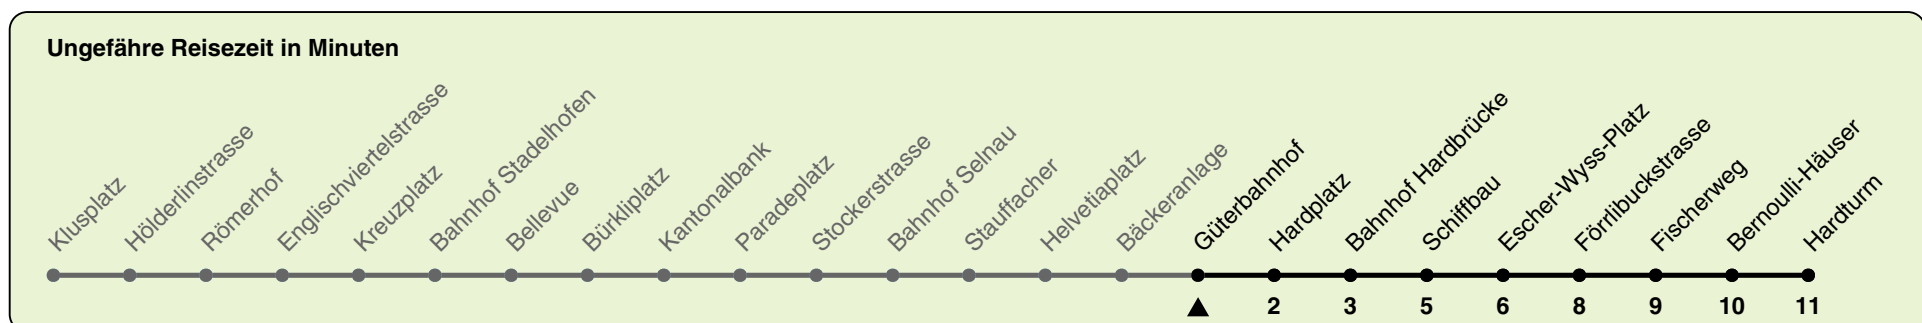 Ungefähre Reisezeit in Minuten
Klusplatz
Hölderlinstrasse
Römerhof
Englischviertelstrasse
Kreuzplatz
Bahnhof Stadelhofen
Bellevue
Bürkliplatz
Kantonalbank
Paradeplatz
Stockerstrasse
Bahnhof Selnau
Stauffacher
Helvetiaplatz
Bäckeranlage
Güterbahnhof
Hardplatz
Bahnhof Hardbrücke
Schiffbau
Escher-Wyss-Platz
Förrlibuckstrasse
Fischerweg
Bernoulli-Häuser
Hardturm
2 3 5 6 8 9 10 11